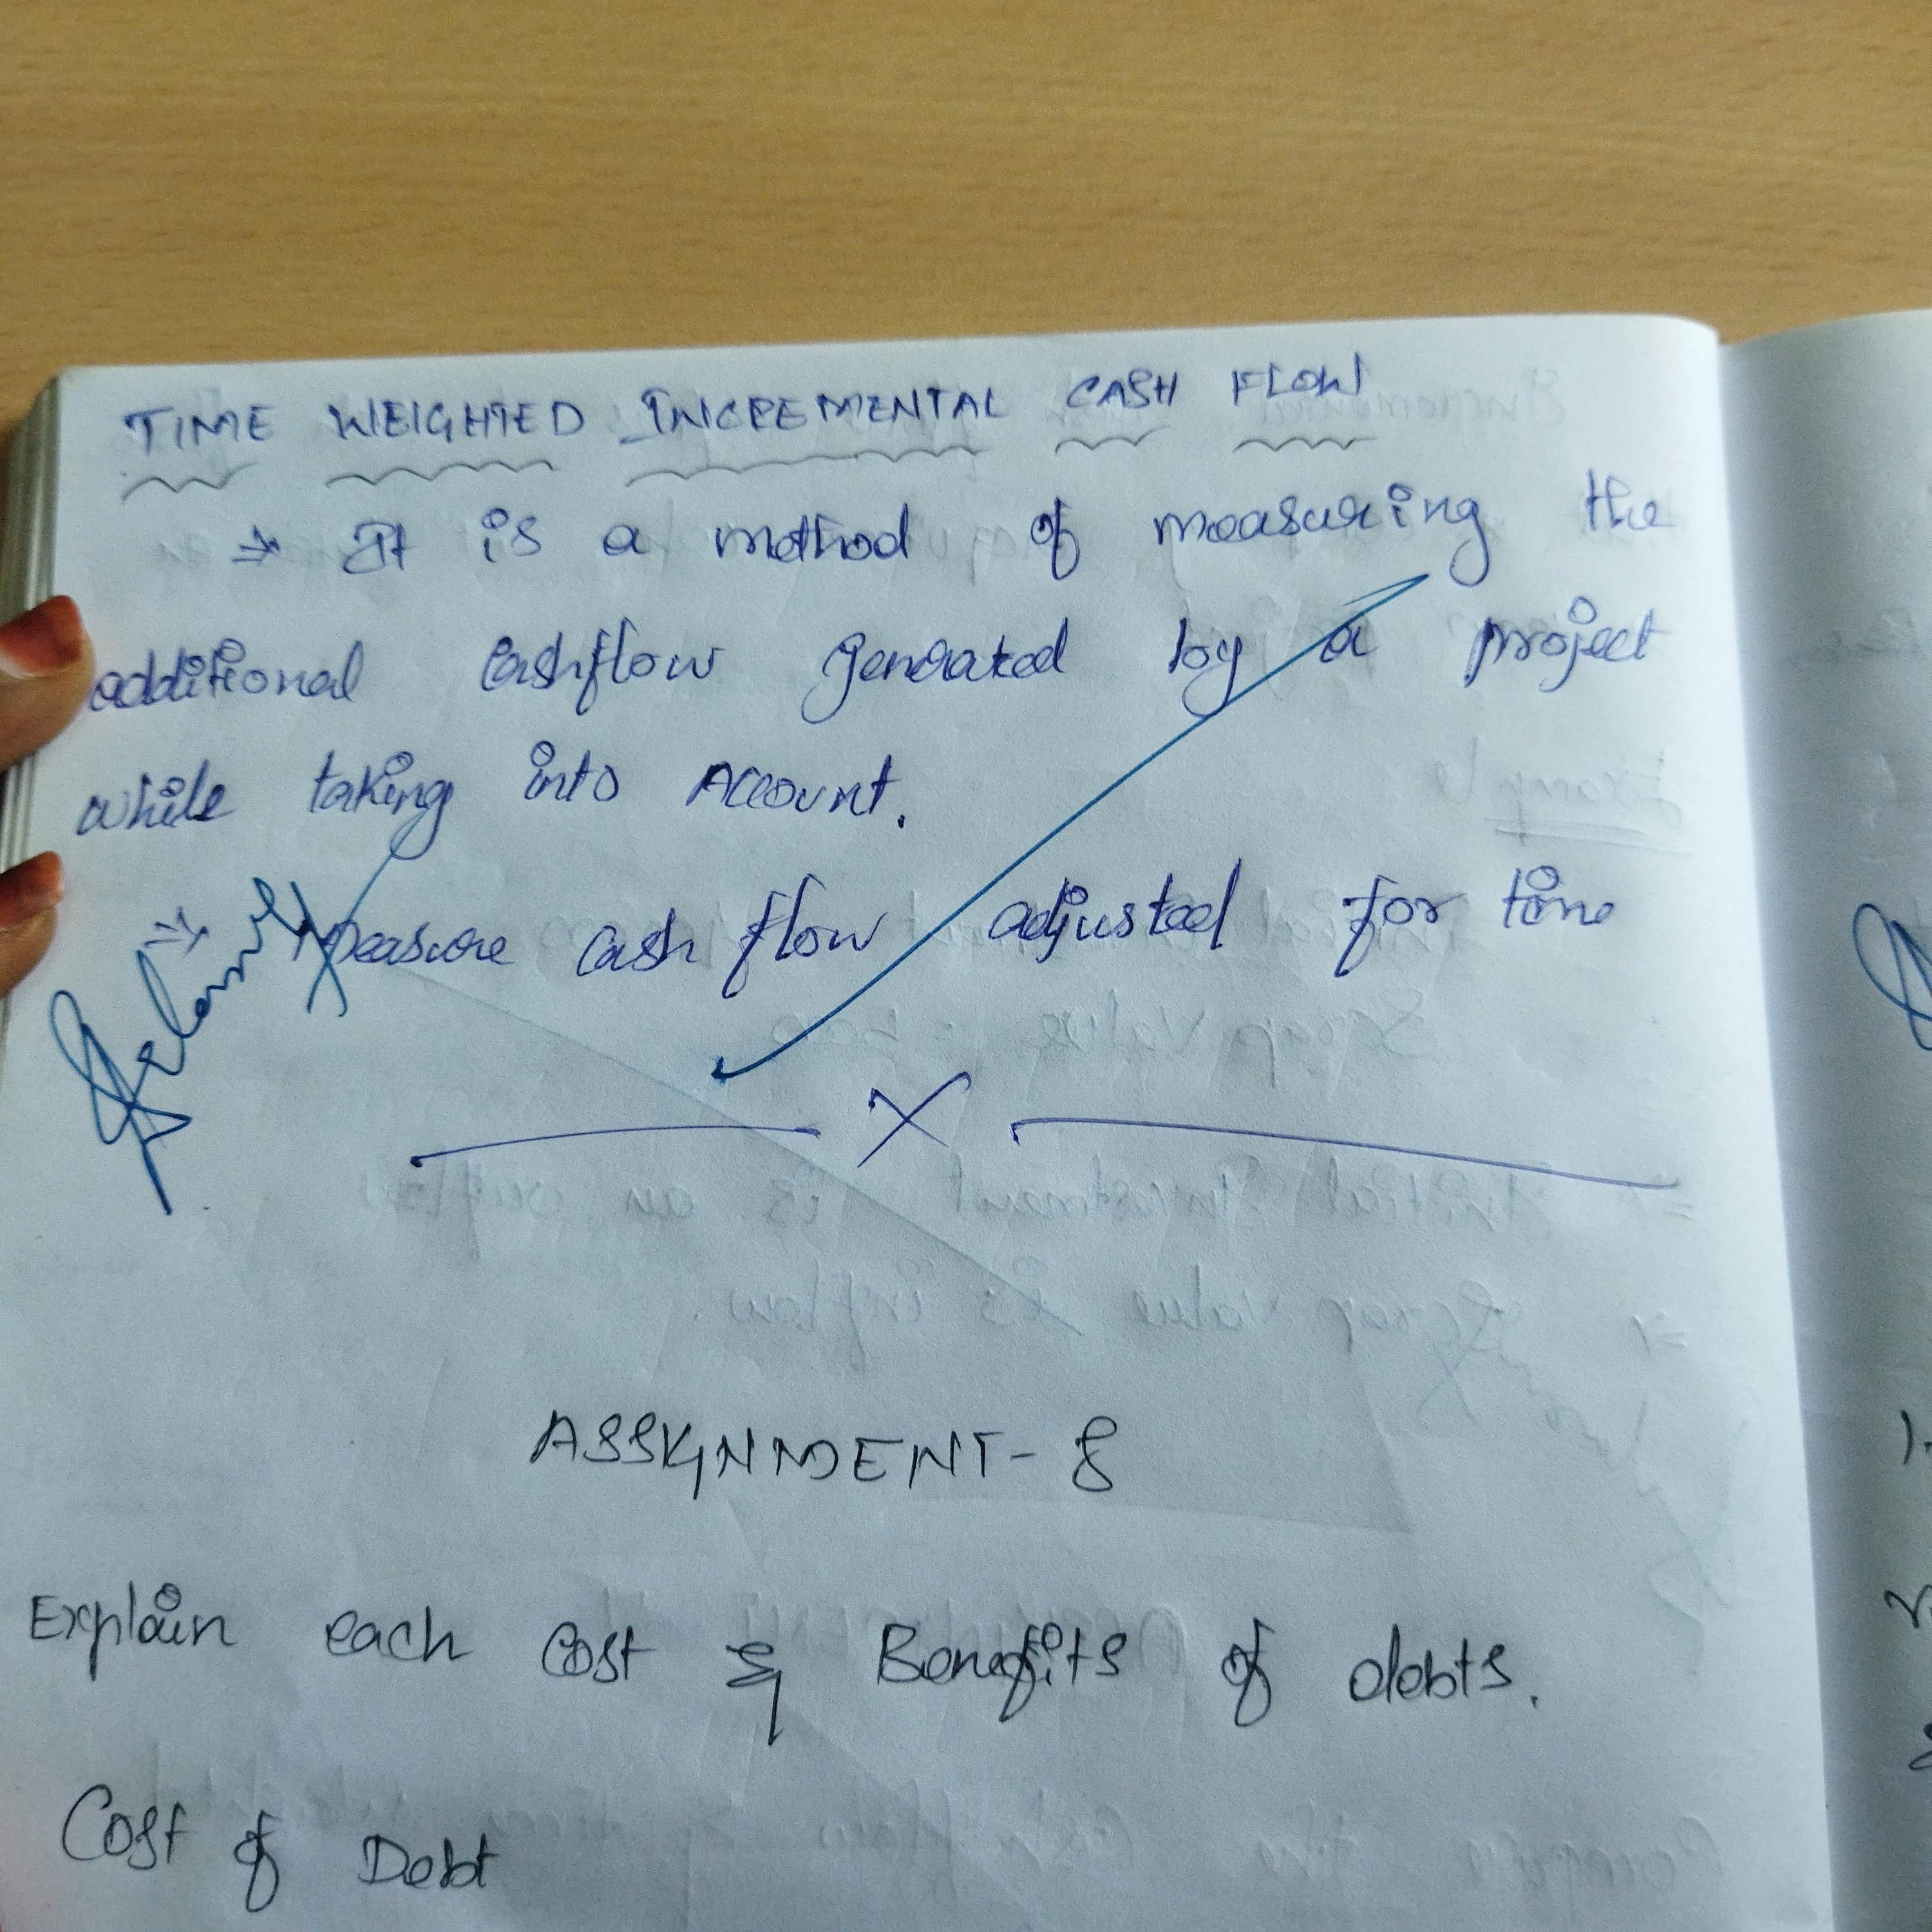 TIME WEIGHTED INCREMENTAL CASH FLOW
⇒ It is a method of measuring the
additional cashflow generated by a project
while taking into Account.
⇒ measure cash flow adjusted for time
X
ASSIGNMENT-8
Explain each Cost & Benefits of debts.
Cost of Debt